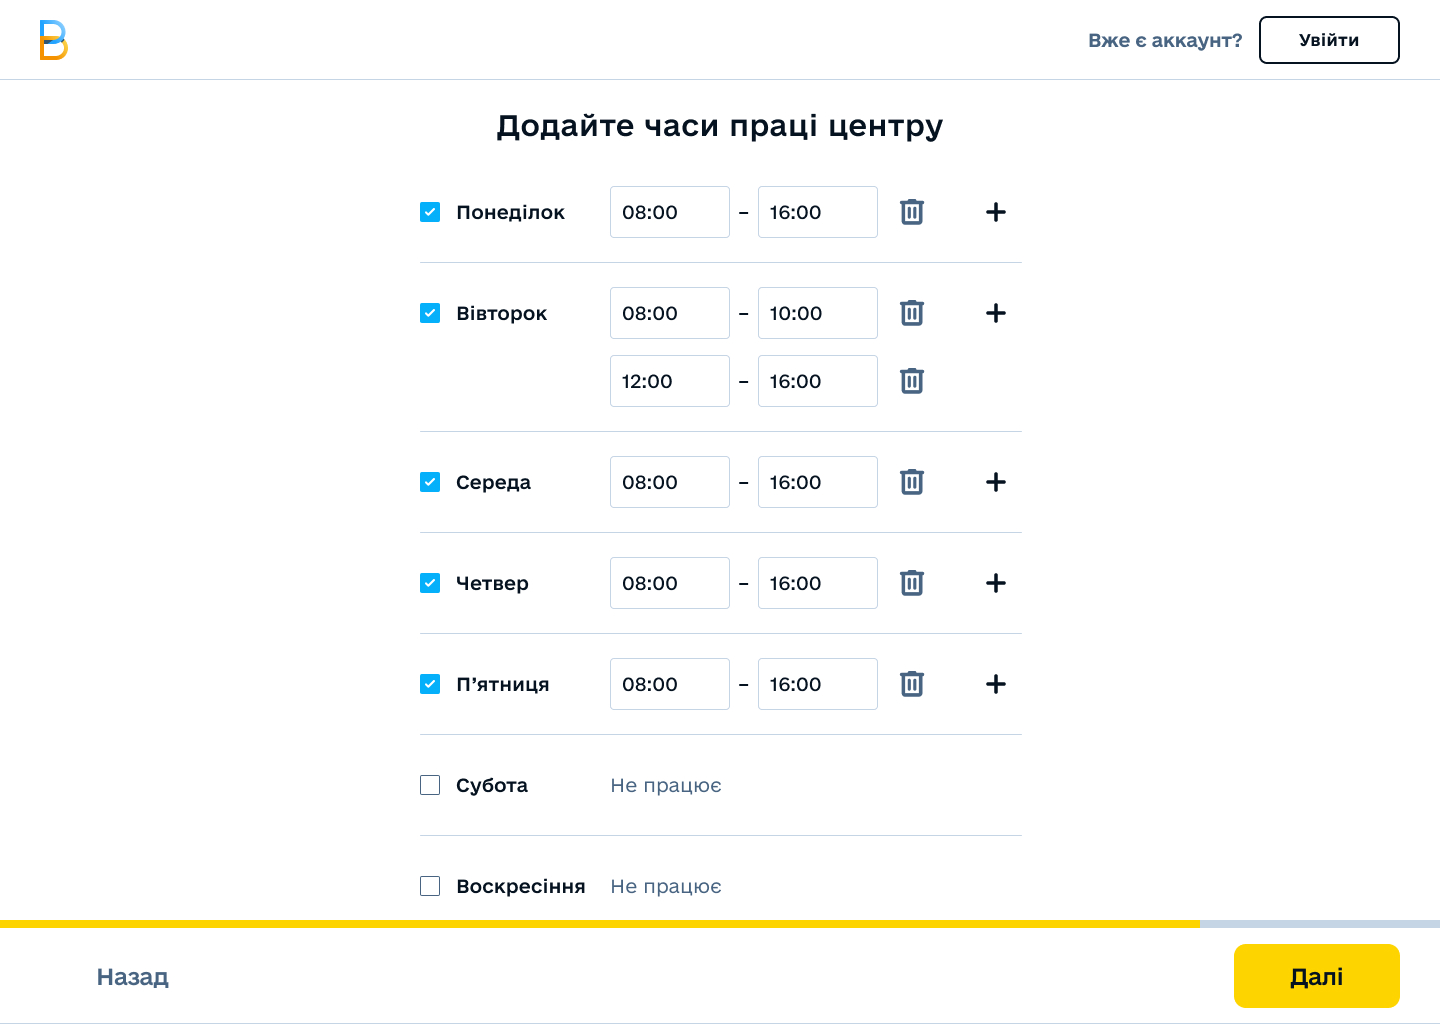 Вже є аккаунт? Увійти
Додайте часи праці центру
Понеділок 08:00 – 16:00
Вівторок 08:00 – 10:00
12:00 – 16:00
Середа 08:00 – 16:00
Четвер 08:00 – 16:00
П’ятниця 08:00 – 16:00
Субота Не працює
Воскресіння Не працює
Назад Далі